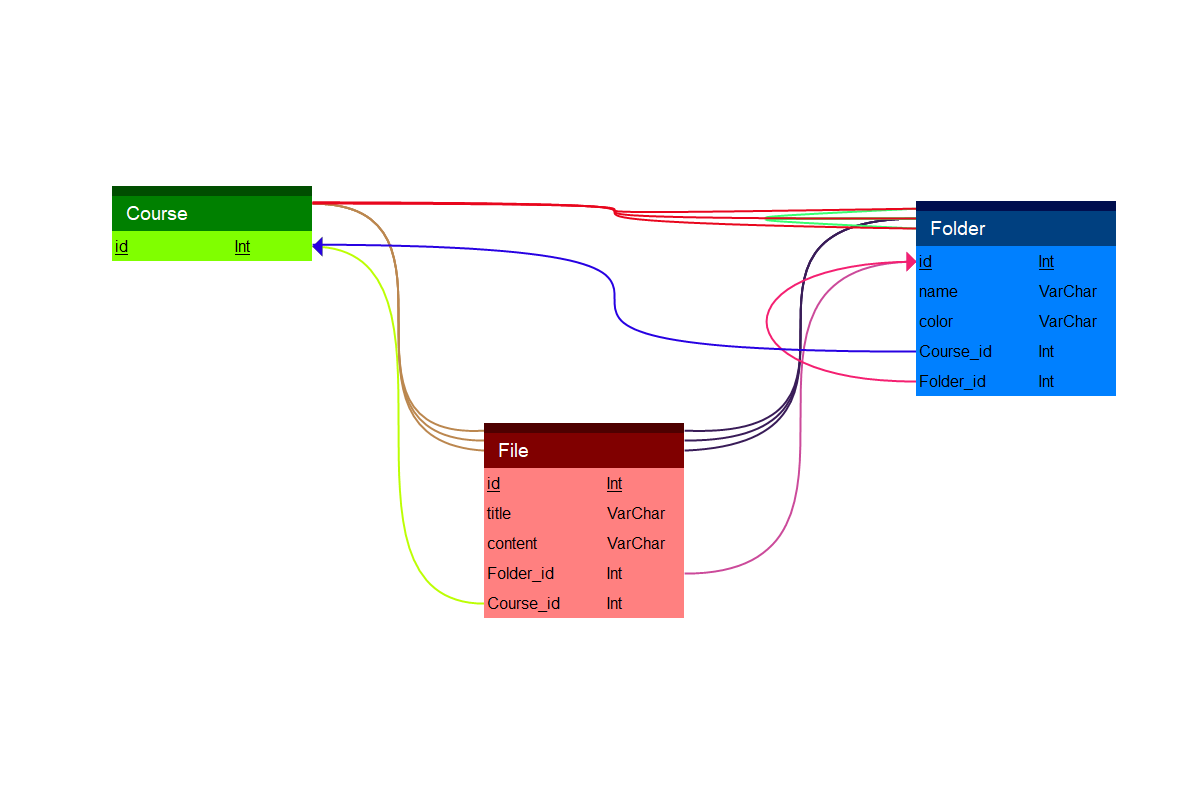 Course
id Int
Folder
id Int
name VarChar
color VarChar
Course_id Int
Folder_id Int
File
id Int
title VarChar
content VarChar
Folder_id Int
Course_id Int